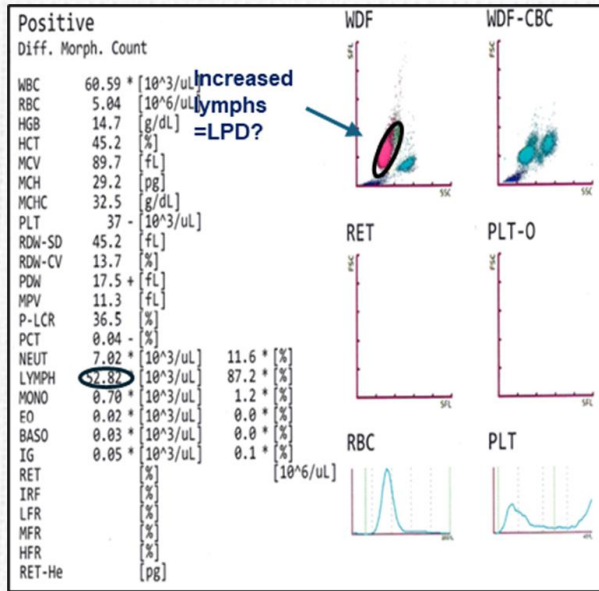 Positive
Diff. Morph. Count
WBC 60.59 * [10^3/uL]
RBC 5.04 [10^6/uL]
HGB 14.7 [g/dL]
HCT 45.2 [%]
MCV 89.7 [fL]
MCH 29.2 [pg]
MCHC 32.5 [g/dL]
PLT 37 - [10^3/uL]
RDW-SD 45.2 [fL]
RDW-CV 13.7 [%]
PDW 17.5 + [fL]
MPV 11.3 [fL]
P-LCR 36.5 [%]
PCT 0.04 - [%]
NEUT 7.02 * [10^3/uL] 11.6 * [%]
LYMPH 52.82 * [10^3/uL] 87.2 * [%]
MONO 0.70 * [10^3/uL] 1.2 * [%]
EO 0.02 * [10^3/uL] 0.0 * [%]
BASO 0.03 * [10^3/uL] 0.0 * [%]
IG 0.05 * [10^3/uL] 0.1 * [%]
RET [%] [10^6/uL]
IRF [%]
LFR [%]
MFR [%]
HFR [%]
RET-He [pg]
Increased
lymphs
=LPD?
WDF
SFL
SSC
WDF-CBC
FSC
SSC
RET
FSC
SFL
PLT-O
FSC
SFL
RBC
PLT